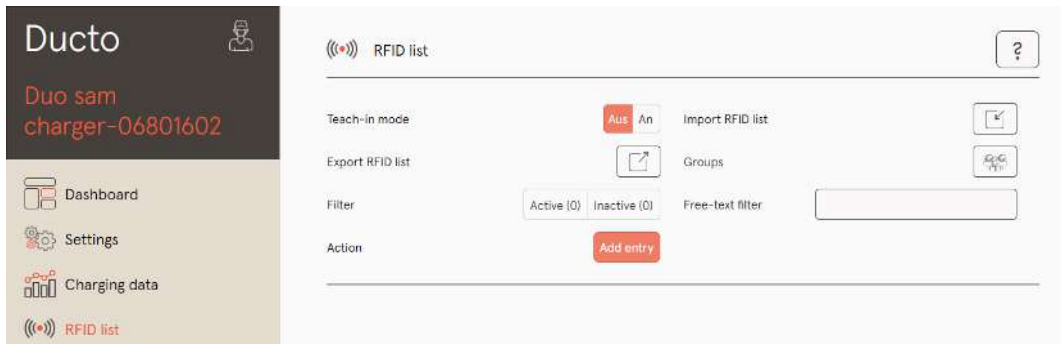 Ducto
Duo sam
charger-06801602
Dashboard
Settings
Charging data
RFID list
RFID list
?
Teach-in mode
Aus An
Import RFID list
Export RFID list
Groups
Filter
Active (0) Inactive (0)
Free-text filter
Action
Add entry